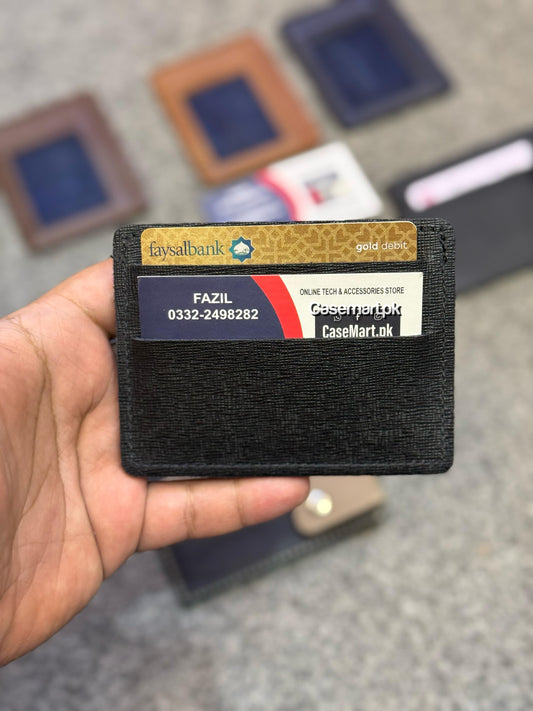 faysalbank
gold debit
FAZIL
0332-2498282
ONLINE TECH & ACCESSORIES STORE
Casemart.pk
CaseMart.pk